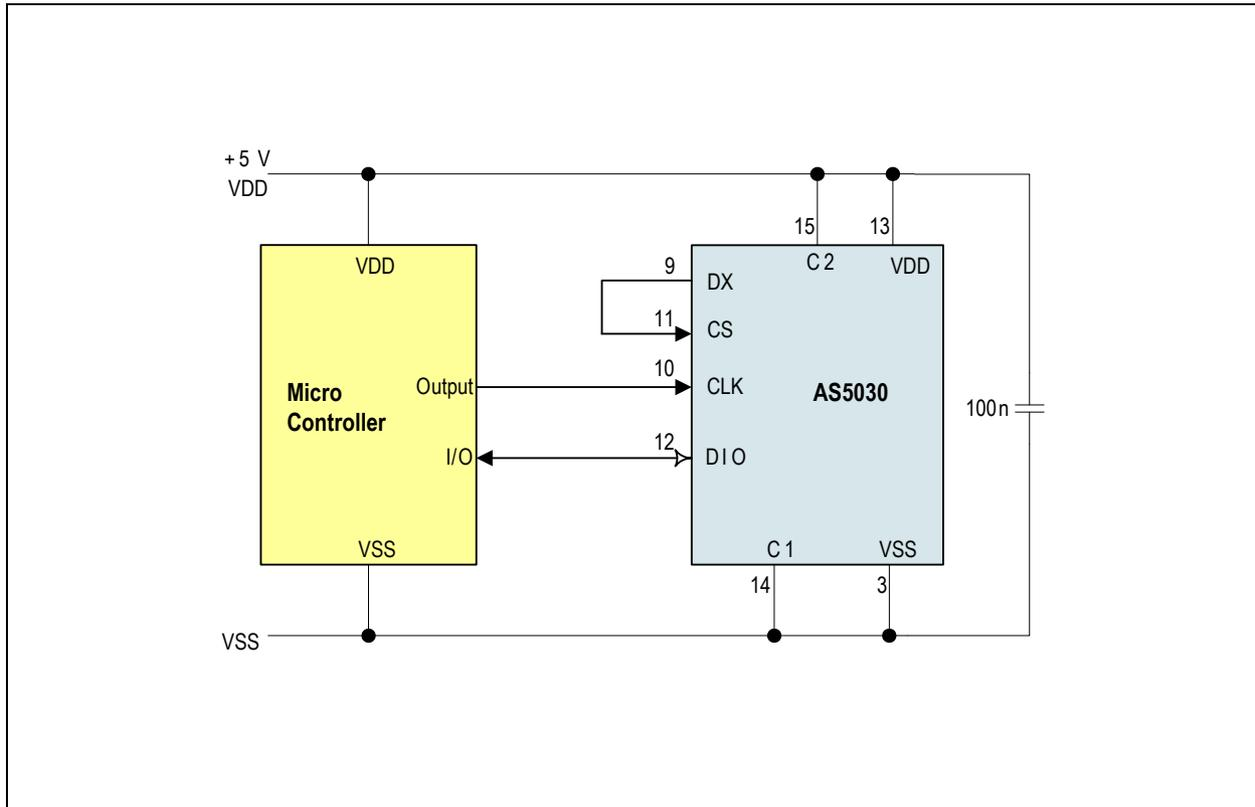 +5 V
VDD
15
13
VDD
C2
VDD
9
DX
11
CS
10
Output
CLK
Micro
Controller
AS5030
100n
12
I/O
DIO
VSS
C1
VSS
14
3
VSS